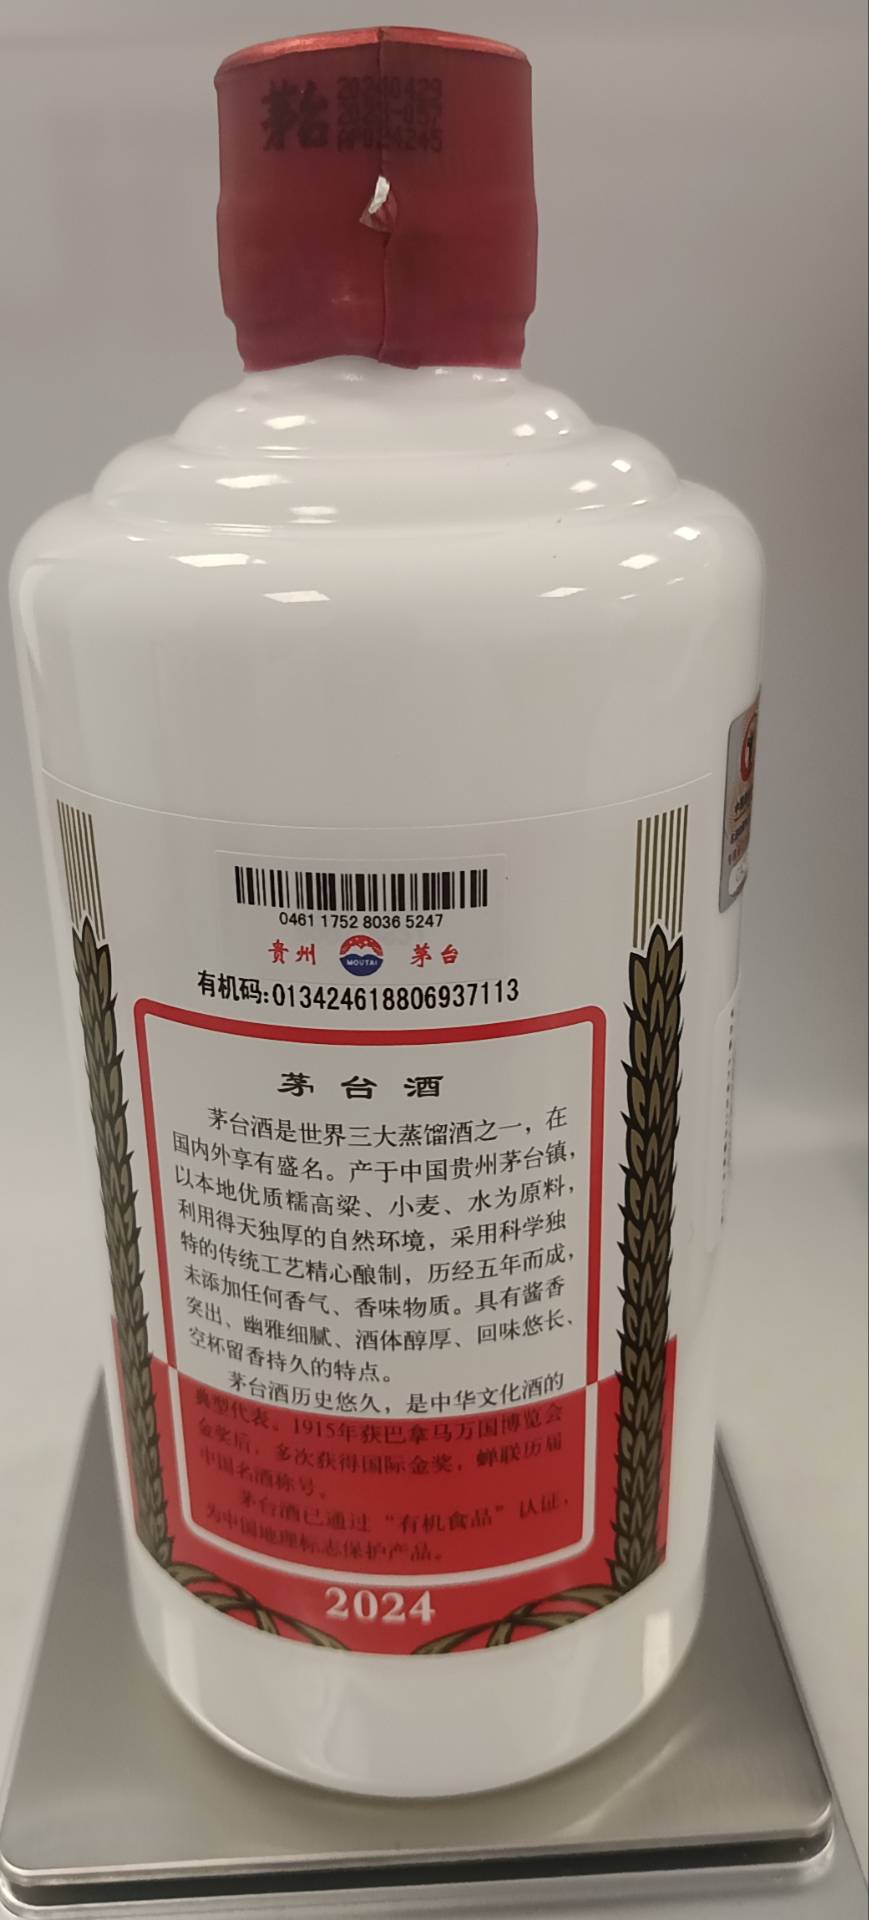 茅台
20240429
2023-057
0461 1752 8036 5247
贵州 MOUTAI 茅台
有机码:013424618806937113
茅台酒
茅台酒是世界三大蒸馏酒之一，在
国内外享有盛名。产于中国贵州茅台镇，
以本地优质糯高粱、小麦、水为原料，
利用得天独厚的自然环境，采用科学独
特的传统工艺精心酿制，历经五年而成，
未添加任何香气、香味物质。具有酱香
突出、幽雅细腻、酒体醇厚、回味悠长、
空杯留香持久的特点。
茅台酒历史悠久，是中华文化酒的
典型代表。1915年获巴拿马万国博览会
金奖后，多次获得国际金奖，蝉联历届
中国名酒称号。
茅台酒已通过“有机食品”认证，
为中国地理标志保护产品。
2024